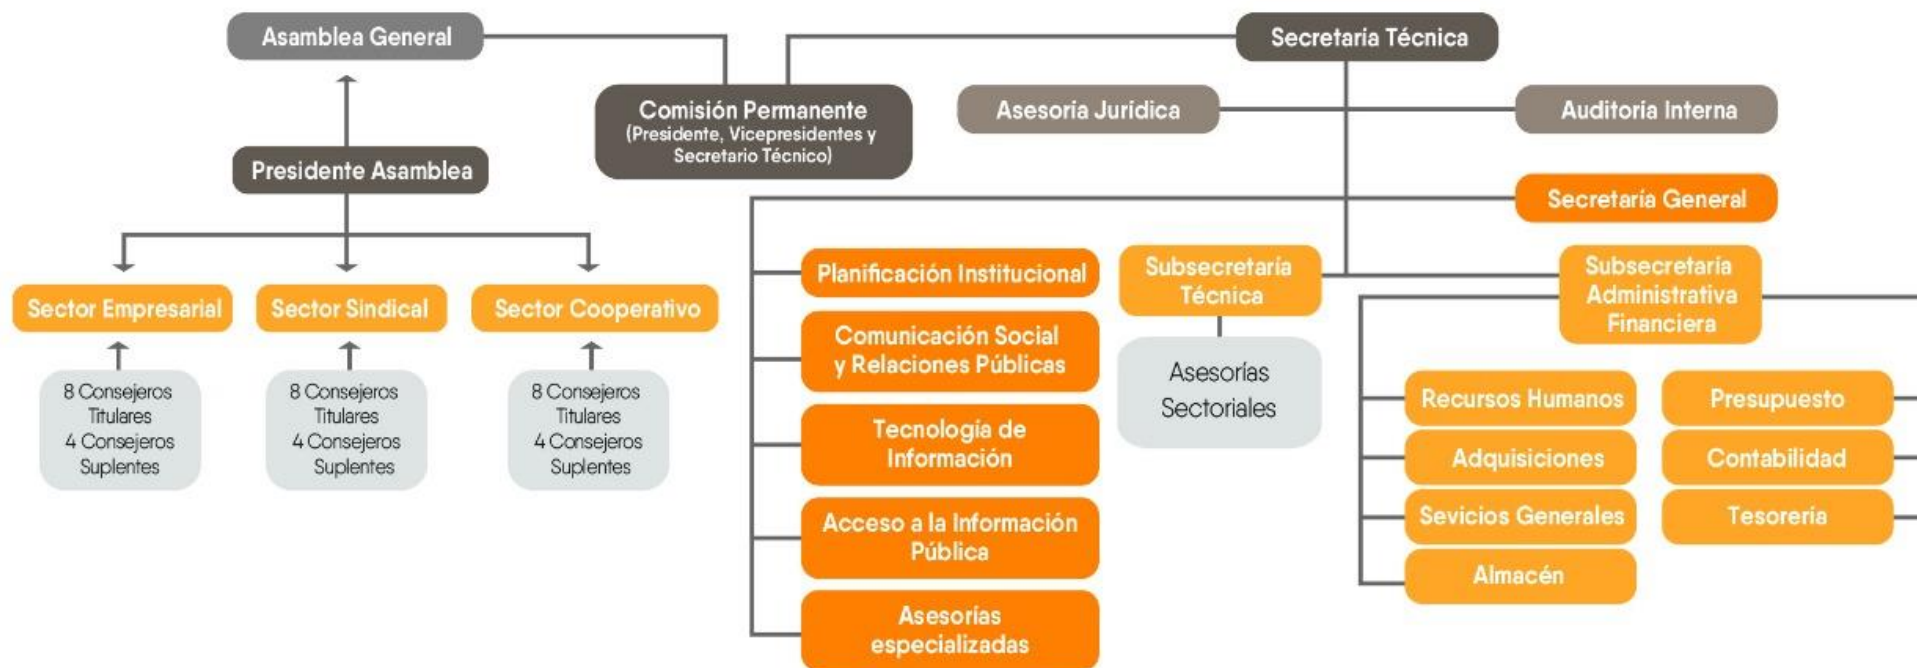 Asamblea General
Secretaría Técnica
Comisión Permanente
(Presidente, Vicepresidentes y
Secretario Técnico)
Asesoría Jurídica
Auditoría Interna
Presidente Asamblea
Secretaría General
Sector Empresarial
Sector Sindical
Sector Cooperativo
8 Consejeros
Titulares
4 Consejeros
Suplentes
8 Consejeros
Titulares
4 Consejeros
Suplentes
8 Consejeros
Titulares
4 Consejeros
Suplentes
Planificación Institucional
Comunicación Social
y Relaciones Públicas
Tecnología de
Información
Acceso a la Información
Pública
Asesorías
especializadas
Subsecretaría
Técnica
Asesorías
Sectoriales
Subsecretaría
Administrativa
Financiera
Recursos Humanos
Adquisiciones
Sevicios Generales
Almacén
Presupuesto
Contabilidad
Tesorería